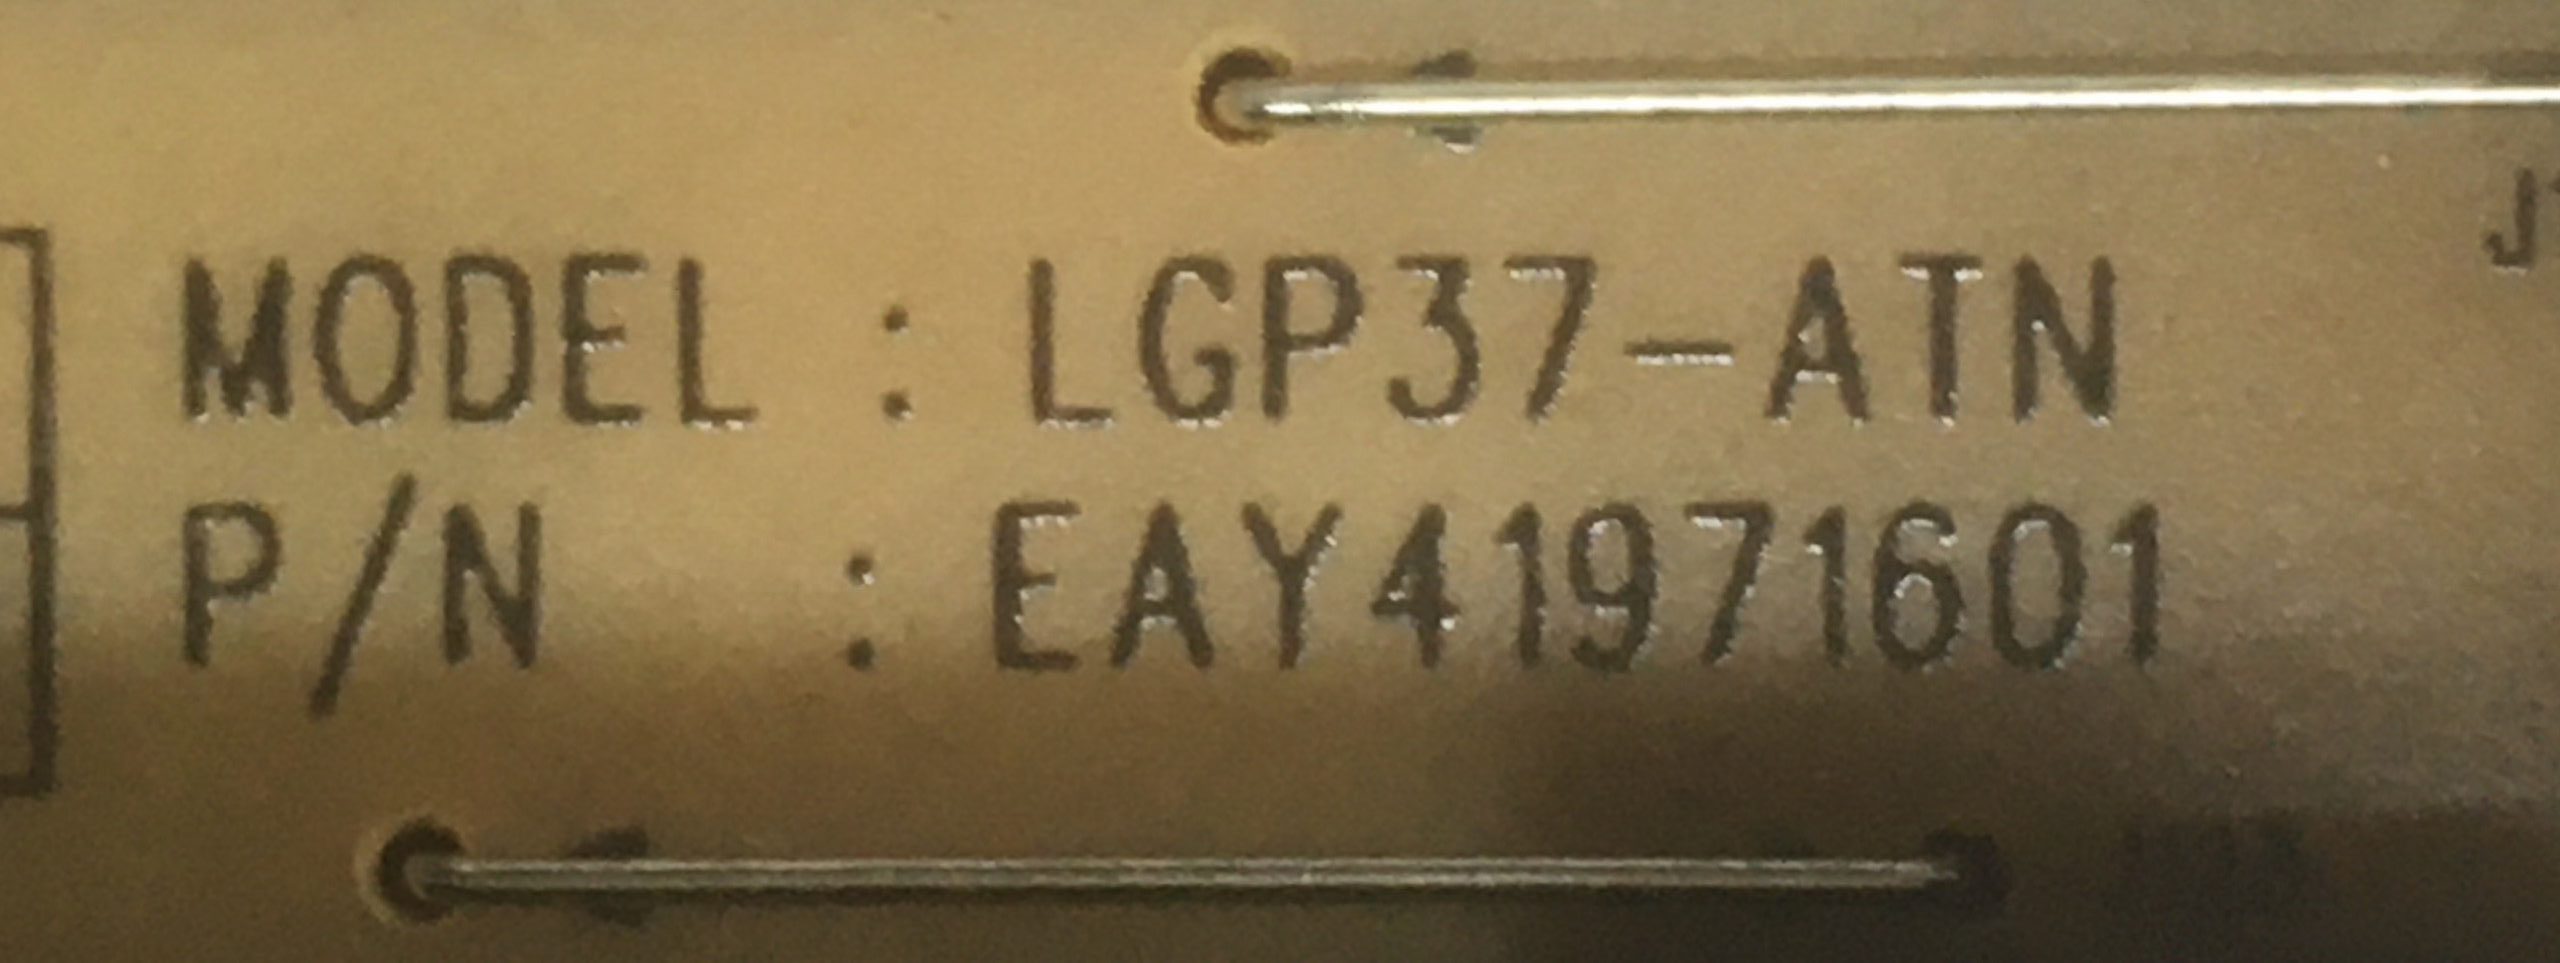 MODEL : LGP37-ATN
P/N : EAY41971601